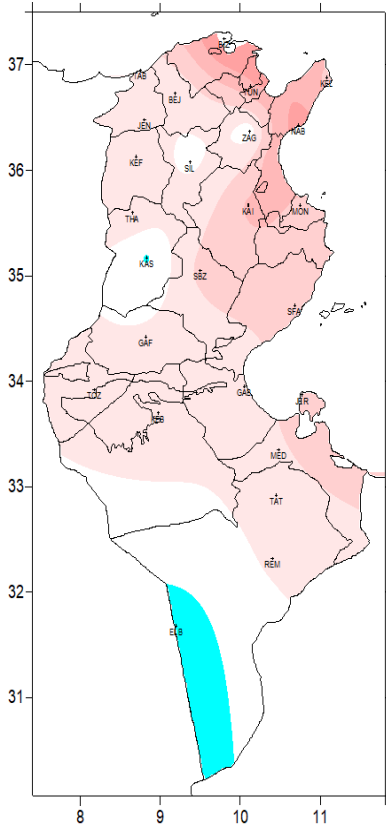 37
36
35
34
33
32
31
BIZ
TAB
KEL
BEJ
TUN
JEN
NAB
ZAG
KEF
SIL
THA
KAI
MON
KAS
SBZ
SFA
GAF
TOZ
GAB
JER
KEB
MED
TAT
REM
ELB
8
9
10
11